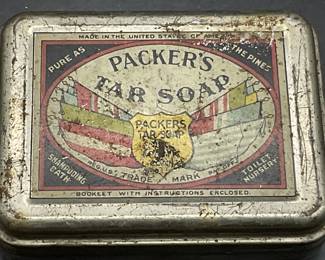 MADE IN THE UNITED STATES OF AMERICA
PURE AS THE PINES
PACKER'S
TAR SOAP
PACKERS
TAR SOAP
SHAMPOOING
BATH
TOILET
NURSERY
TRADE MARK
BOOKLET WITH INSTRUCTIONS ENCLOSED.